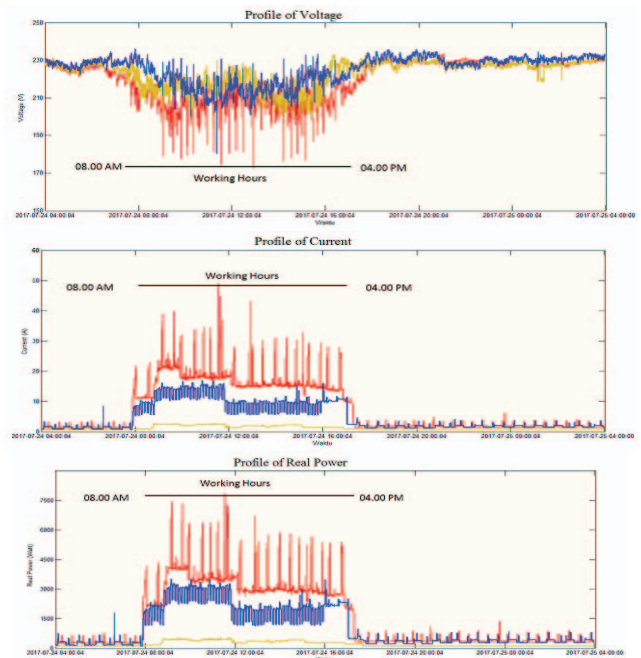 Profile of Voltage
250
230
210
190
170
150
Voltage (V)
08.00 AM
Working Hours
04.00 PM
2017-07-24 04:00:04 2017-07-24 08:00:04 2017-07-24 12:00:04 2017-07-24 16:00:04 2017-07-24 20:00:04 2017-07-25 00:00:04 2017-07-25 04:00:04
Waktu
Profile of Current
60
50
40
30
20
10
0
Current (A)
08.00 AM
Working Hours
04.00 PM
2017-07-24 04:00:04 2017-07-24 08:00:04 2017-07-24 12:00:04 2017-07-24 16:00:04 2017-07-24 20:00:04 2017-07-25 00:00:04 2017-07-25 04:00:04
Waktu
Profile of Real Power
7500
6000
4500
3000
1500
0
Real Power (Watt)
08.00 AM
Working Hours
04.00 PM
2017-07-24 04:00:04 2017-07-24 08:00:04 2017-07-24 12:00:04 2017-07-24 16:00:04 2017-07-24 20:00:04 2017-07-25 00:00:04 2017-07-25 04:00:04